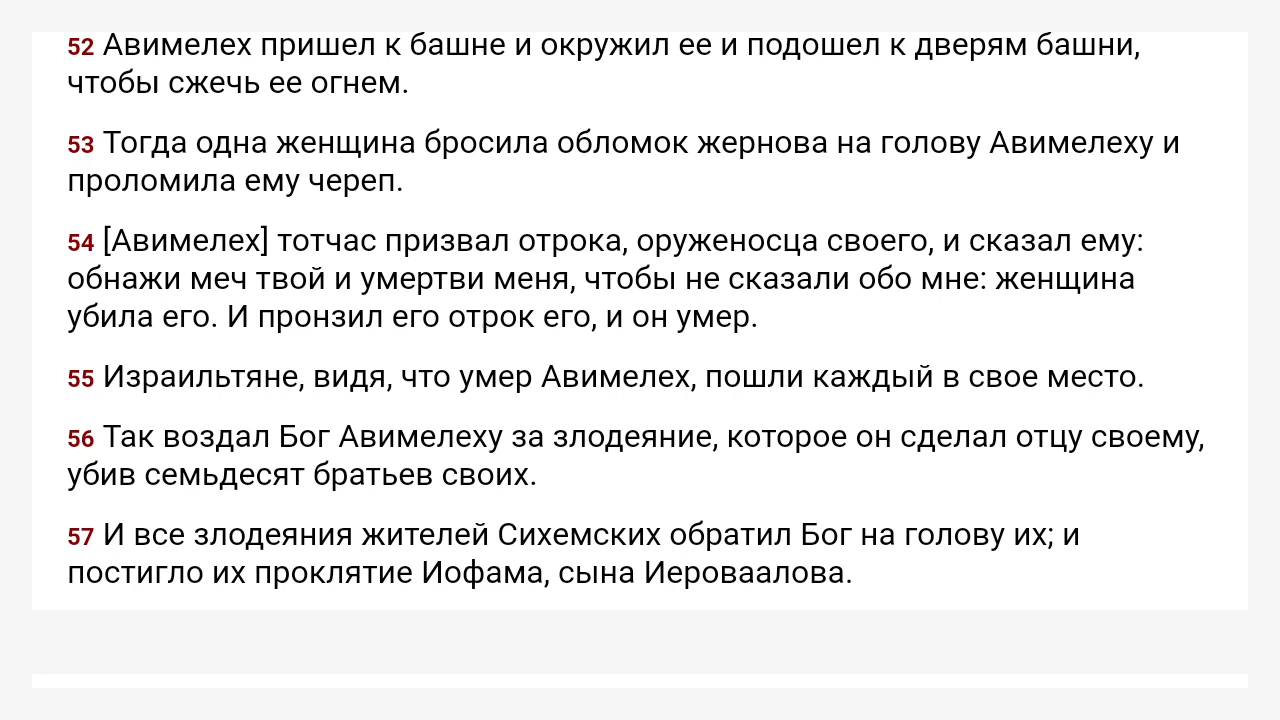 52 Авимелех пришел к башне и окружил ее и подошел к дверям башни,
чтобы сжечь ее огнем.
53 Тогда одна женщина бросила обломок жернова на голову Авимелеху и
проломила ему череп.
54 [Авимелех] тотчас призвал отрока, оруженосца своего, и сказал ему:
обнажи меч твой и умертви меня, чтобы не сказали обо мне: женщина
убила его. И пронзил его отрок его, и он умер.
55 Израильтяне, видя, что умер Авимелех, пошли каждый в свое место.
56 Так воздал Бог Авимелеху за злодеяние, которое он сделал отцу своему,
убив семьдесят братьев своих.
57 И все злодеяния жителей Сихемских обратил Бог на голову их; и
постигло их проклятие Иофама, сына Иероваалова.